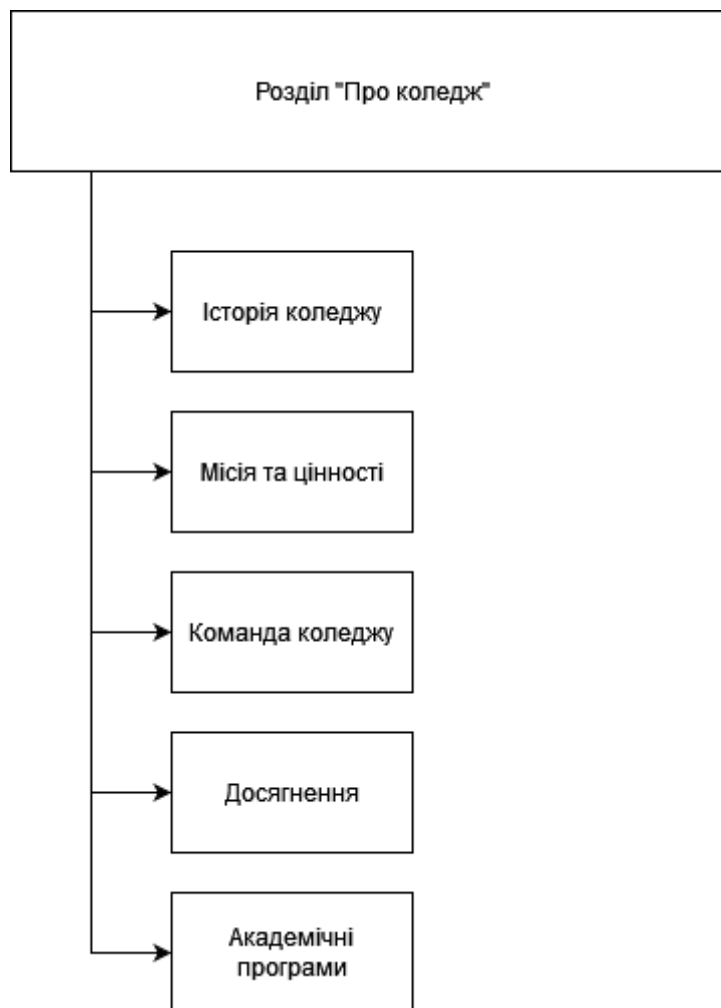 Розділ "Про коледж"
Історія коледжу
Місія та цінності
Команда коледжу
Досягнення
Академічні
програми